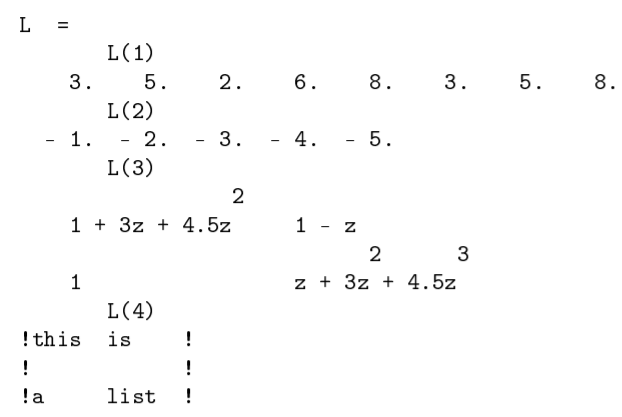 L  =
       L(1)
    3.    5.    2.    6.    8.    3.    5.    8.
       L(2)
  - 1.  - 2.  - 3.  - 4.  - 5.
       L(3)
                 2
    1 + 3z + 4.5z     1 - z
                            2      3
    1                 z + 3z + 4.5z
       L(4)
!this  is    !
!            !
!a     list  !